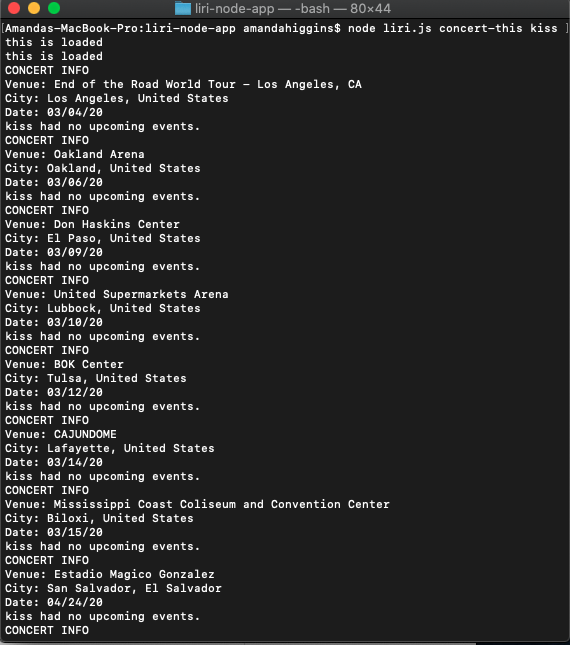 liri-node-app — -bash — 80×44
[Amandas-MacBook-Pro:liri-node-app amandahiggins$ node liri.js concert-this kiss ]
this is loaded
this is loaded
CONCERT INFO
Venue: End of the Road World Tour - Los Angeles, CA
City: Los Angeles, United States
Date: 03/04/20
kiss had no upcoming events.
CONCERT INFO
Venue: Oakland Arena
City: Oakland, United States
Date: 03/06/20
kiss had no upcoming events.
CONCERT INFO
Venue: Don Haskins Center
City: El Paso, United States
Date: 03/09/20
kiss had no upcoming events.
CONCERT INFO
Venue: United Supermarkets Arena
City: Lubbock, United States
Date: 03/10/20
kiss had no upcoming events.
CONCERT INFO
Venue: BOK Center
City: Tulsa, United States
Date: 03/12/20
kiss had no upcoming events.
CONCERT INFO
Venue: CAJUNDOME
City: Lafayette, United States
Date: 03/14/20
kiss had no upcoming events.
CONCERT INFO
Venue: Mississippi Coast Coliseum and Convention Center
City: Biloxi, United States
Date: 03/15/20
kiss had no upcoming events.
CONCERT INFO
Venue: Estadio Magico Gonzalez
City: San Salvador, El Salvador
Date: 04/24/20
kiss had no upcoming events.
CONCERT INFO